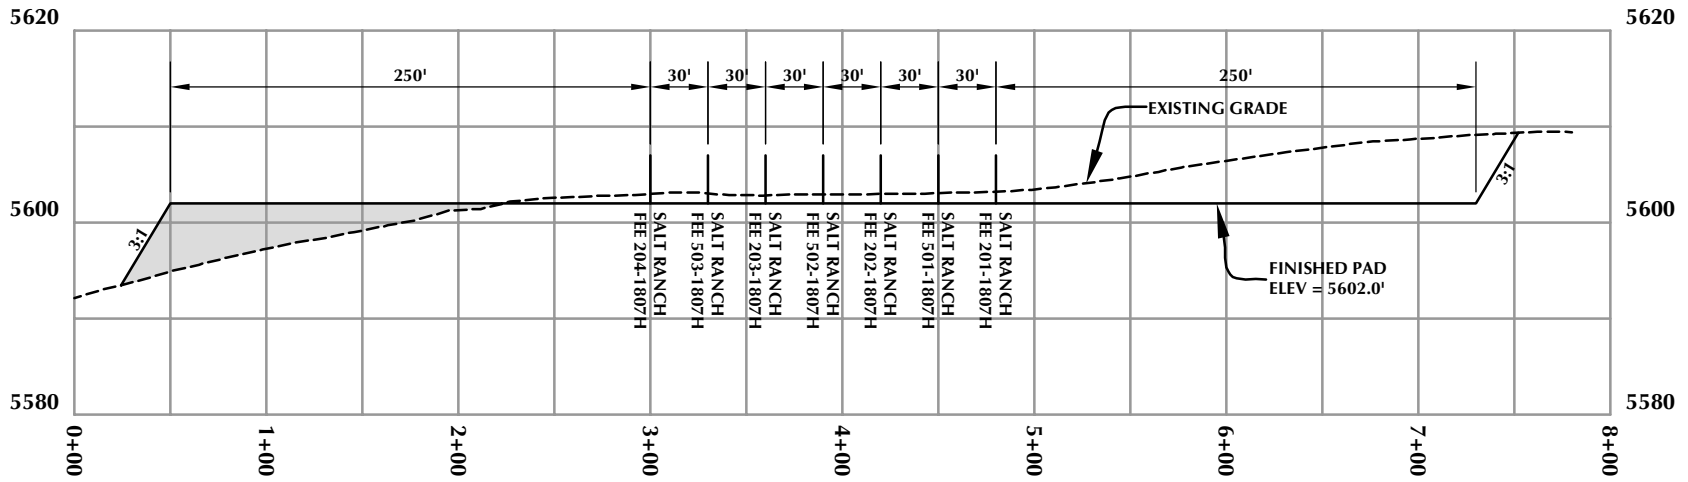 5620
5620
250'
30'
30'
30'
30'
30'
30'
250'
EXISTING GRADE
3:1
3:1
5600
5600
SALT RANCH
FEE 204-1807H
SALT RANCH
FEE 503-1807H
SALT RANCH
FEE 203-1807H
SALT RANCH
FEE 502-1807H
SALT RANCH
FEE 202-1807H
SALT RANCH
FEE 501-1807H
SALT RANCH
FEE 201-1807H
FINISHED PAD
ELEV = 5602.0'
5580
5580
0+00
1+00
2+00
3+00
4+00
5+00
6+00
7+00
8+00